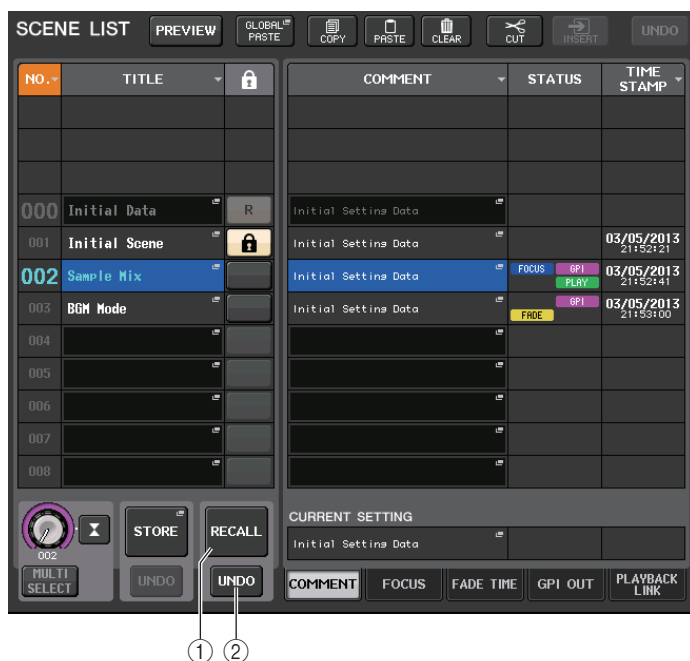 SCENE LIST PREVIEW GLOBAL PASTE COPY PASTE CLEAR CUT INSERT UNDO
NO. TITLE COMMENT STATUS TIME STAMP
000 Initial Data R Initial Setting Data
001 Initial Scene Initial Setting Data 03/05/2013 21:52:21
002 Sample Mix Initial Setting Data FOCUS GPI PLAY 03/05/2013 21:52:41
003 BGM Mode Initial Setting Data GPI FADE 03/05/2013 21:53:00
004
005
006
007
008
002 STORE RECALL
MULTI SELECT UNDO UNDO
CURRENT SETTING
Initial Setting Data
COMMENT FOCUS FADE TIME GPI OUT PLAYBACK LINK
① ②